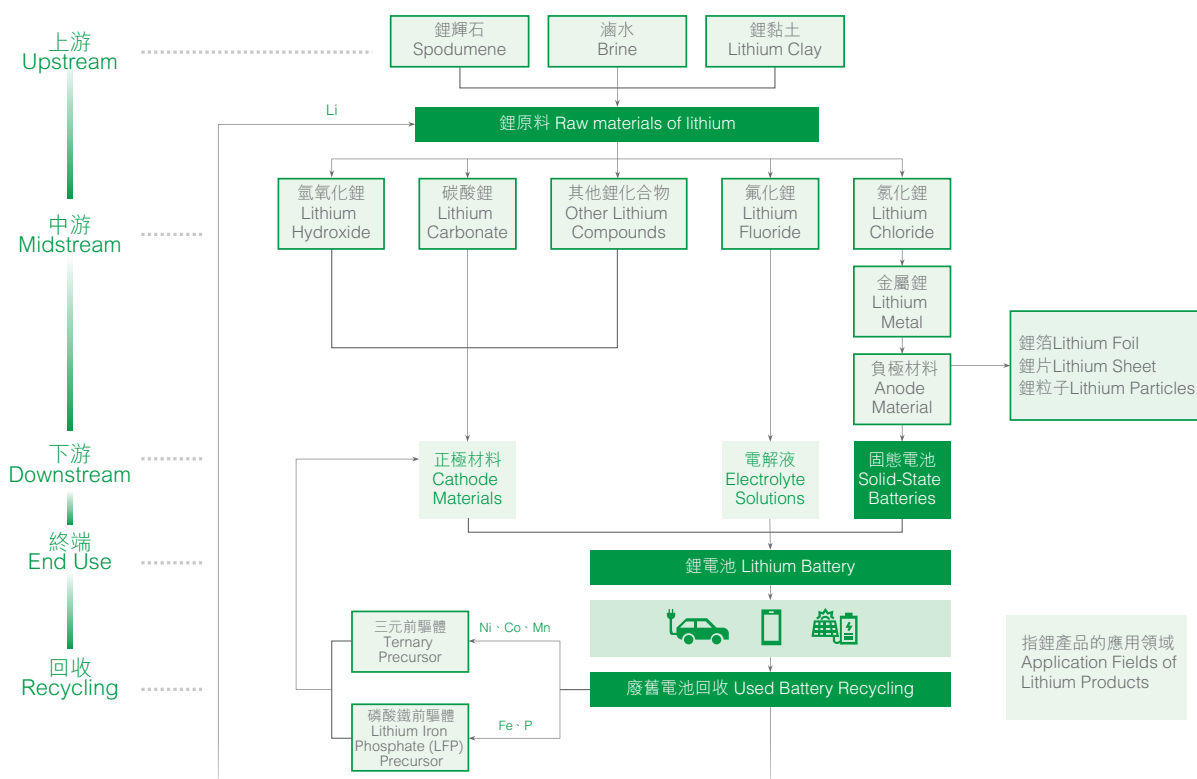 上游
Upstream
鋰輝石
Spodumene
滷水
Brine
鋰黏土
Lithium Clay
Li
鋰原料 Raw materials of lithium
中游
Midstream
氫氧化鋰
Lithium
Hydroxide
碳酸鋰
Lithium
Carbonate
其他鋰化合物
Other Lithium
Compounds
氟化鋰
Lithium
Fluoride
氯化鋰
Lithium
Chloride
金屬鋰
Lithium
Metal
負極材料
Anode
Material
鋰箔Lithium Foil
鋰片Lithium Sheet
鋰粒子Lithium Particles
下游
Downstream
正極材料
Cathode
Materials
電解液
Electrolyte
Solutions
固態電池
Solid-State
Batteries
終端
End Use
鋰電池 Lithium Battery
回收
Recycling
三元前驅體
Ternary
Precursor
Ni、Co、Mn
廢舊電池回收 Used Battery Recycling
磷酸鐵前驅體
Lithium Iron
Phosphate (LFP)
Precursor
Fe、P
指鋰產品的應用領域
Application Fields of
Lithium Products